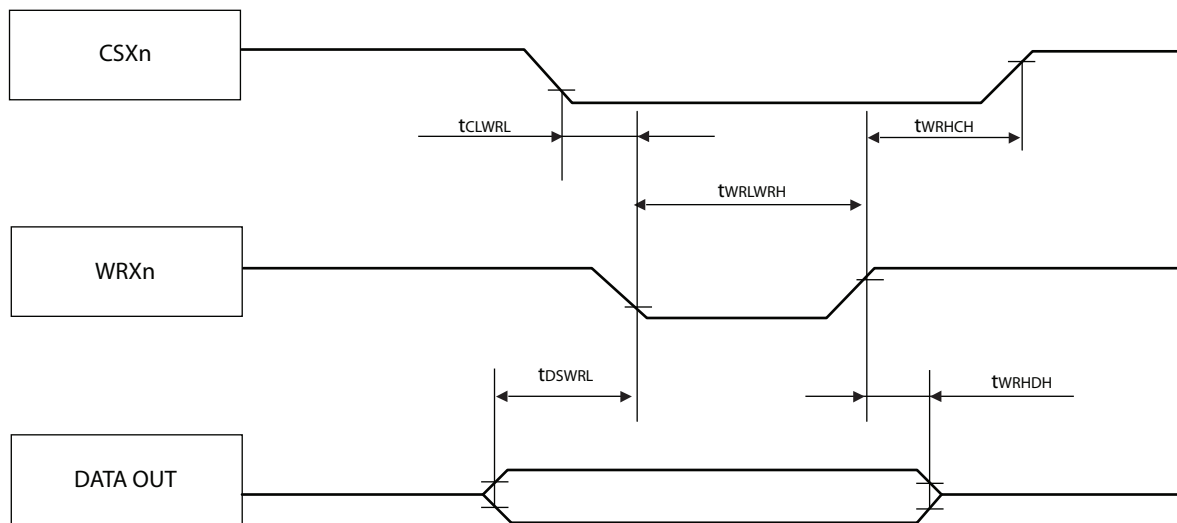 CSXn
tCLWRL
tWRHCH
tWRLWRH
WRXn
tDSWRL
tWRHDH
DATA OUT